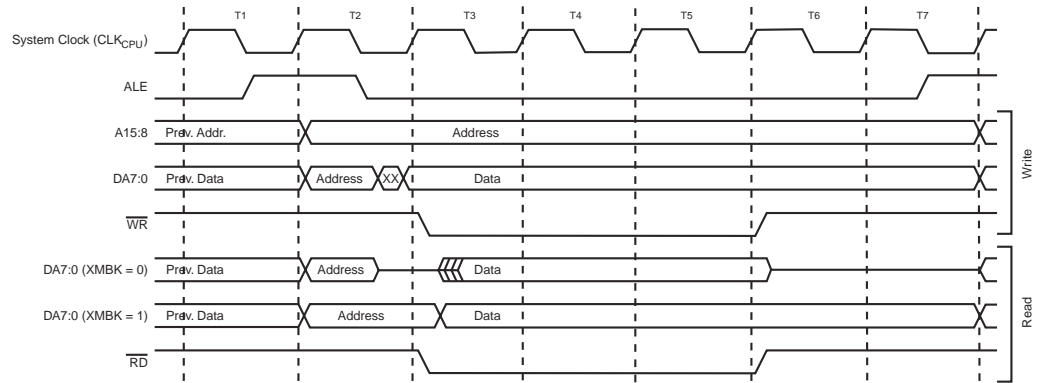 T1 T2 T3 T4 T5 T6 T7
System Clock (CLKCPU)
ALE
A15:8 Prev. Addr. Address
DA7:0 Prev. Data Address XX Data
WR
Write
DA7:0 (XMBK = 0) Prev. Data Address Data
DA7:0 (XMBK = 1) Prev. Data Address Data
RD
Read